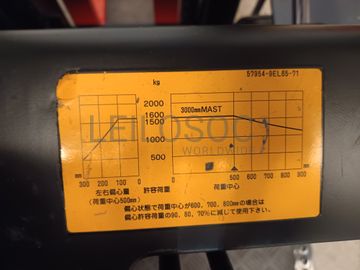 57954-9EL65-71
kg
2000
3000mmMAST
1600
1500
1000
500
300 200 100 0
500 600 700 800 mm
左右偏心量 許容荷重 荷重中心
(荷重中心500mm)
偏心状態で荷重中心が600, 700, 800mmの場合は
偏心許容荷重の90, 80, 70%に減じて使用下さい。
LEILOSOC
WORLDWIDE